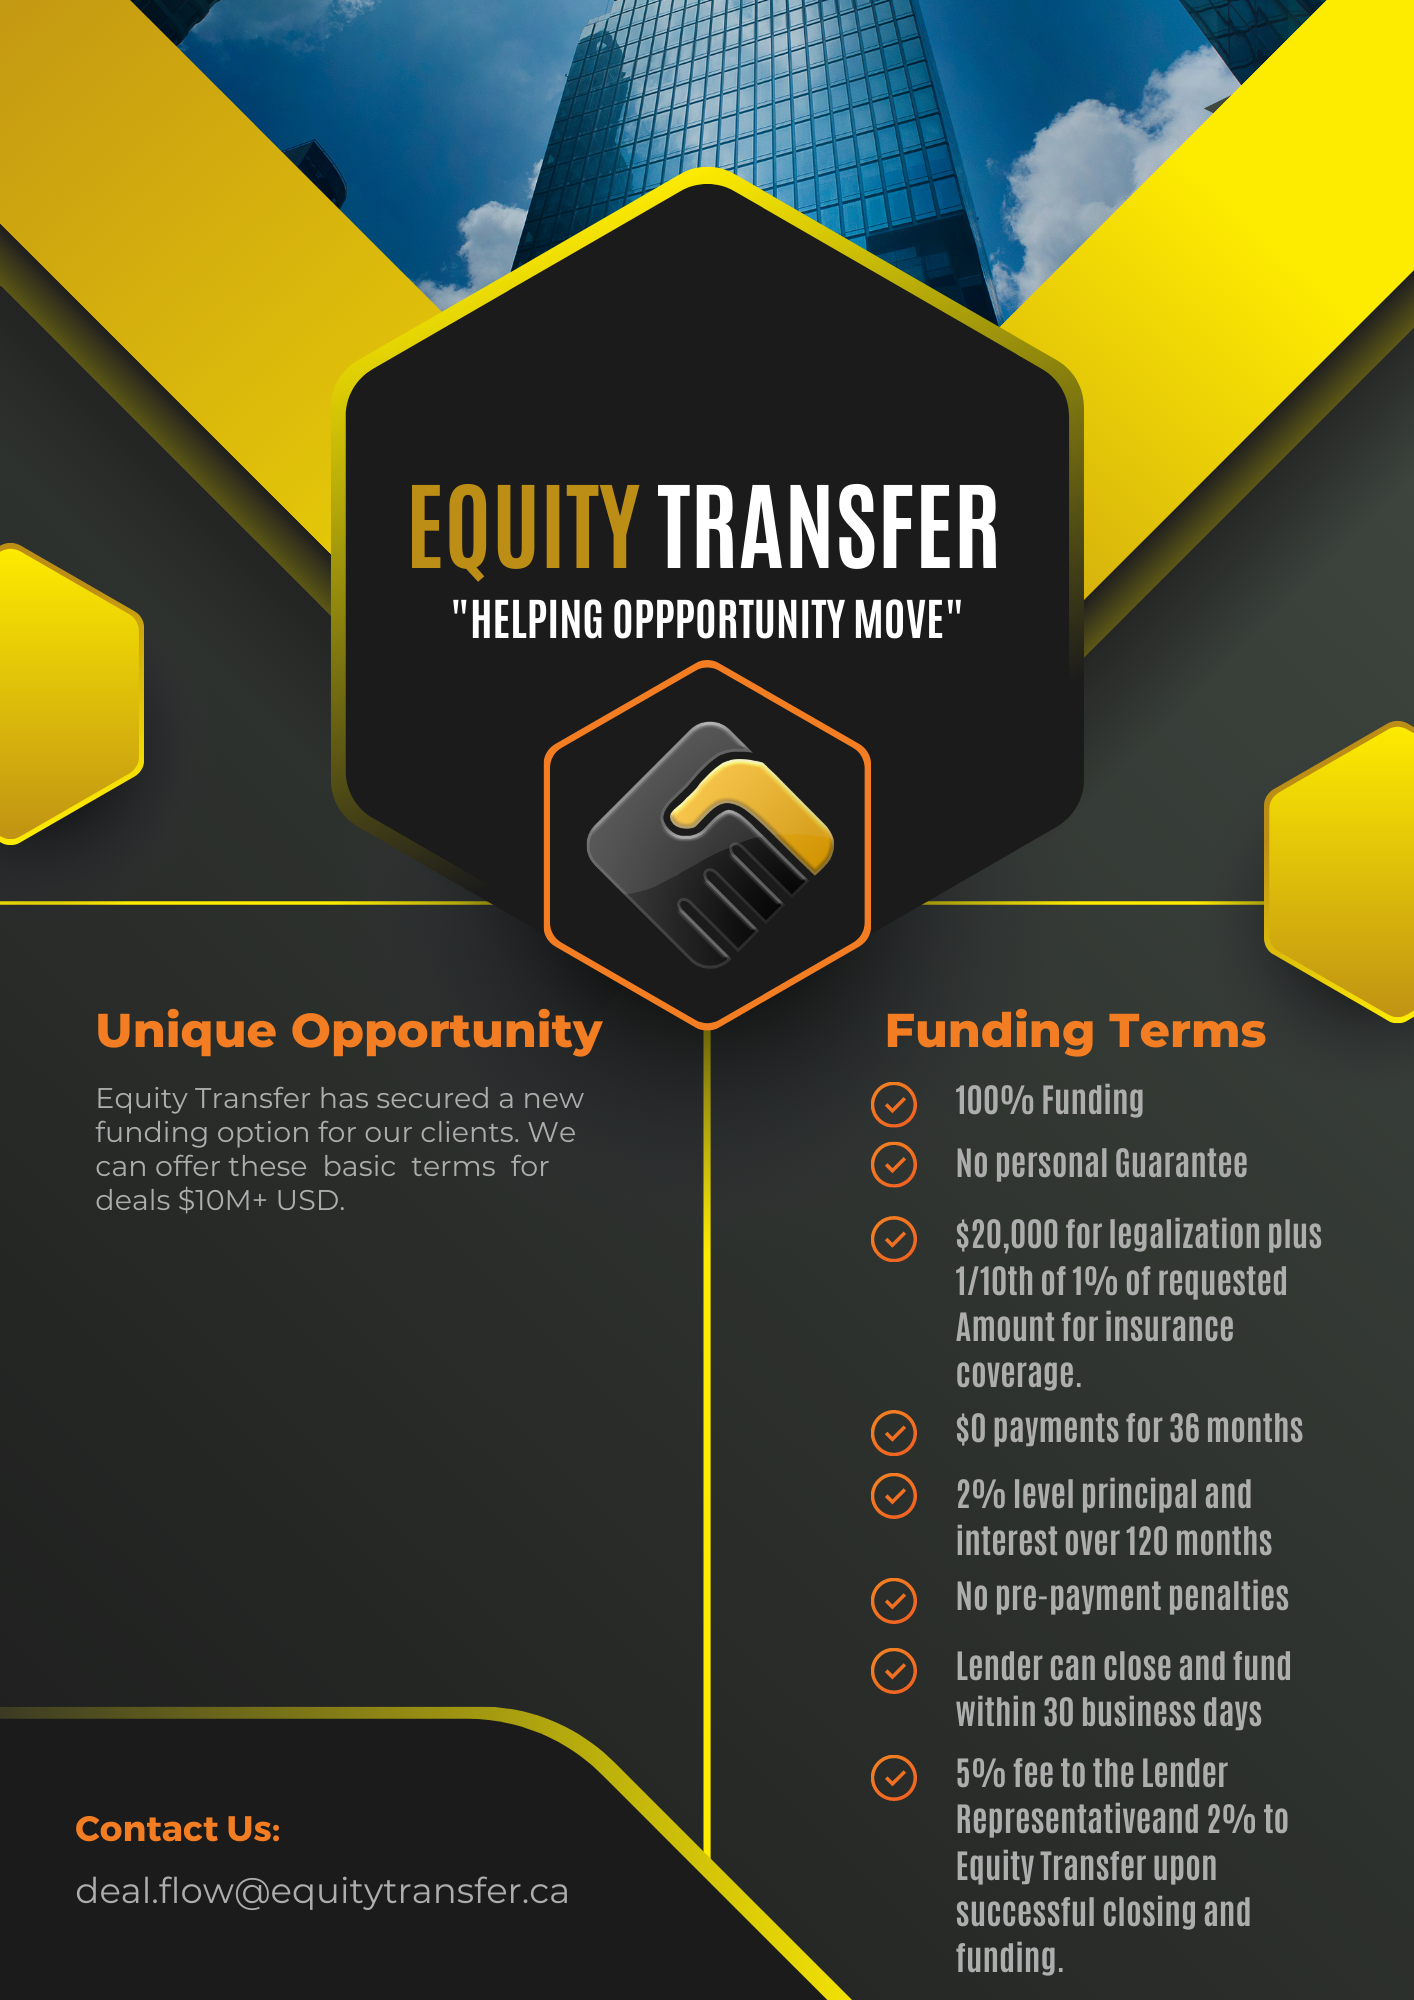 EQUITY TRANSFER
"HELPING OPPPORTUNITY MOVE"
Unique Opportunity
Equity Transfer has secured a new
funding option for our clients. We
can offer these basic terms for
deals $10M+ USD.
Funding Terms
100% Funding
No personal Guarantee
$20,000 for legalization plus
1/10th of 1% of requested
Amount for insurance
coverage.
$0 payments for 36 months
2% level principal and
interest over 120 months
No pre-payment penalties
Lender can close and fund
within 30 business days
5% fee to the Lender
Representativeand 2% to
Equity Transfer upon
successful closing and
funding.
Contact Us:
deal.flow@equitytransfer.ca